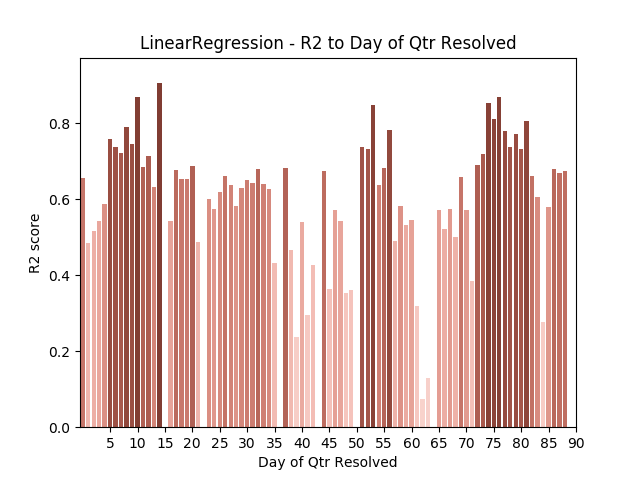 LinearRegression - R2 to Day of Qtr Resolved
R2 score
0.8
0.6
0.4
0.2
0.0
5 10 15 20 25 30 35 40 45 50 55 60 65 70 75 80 85 90
Day of Qtr Resolved